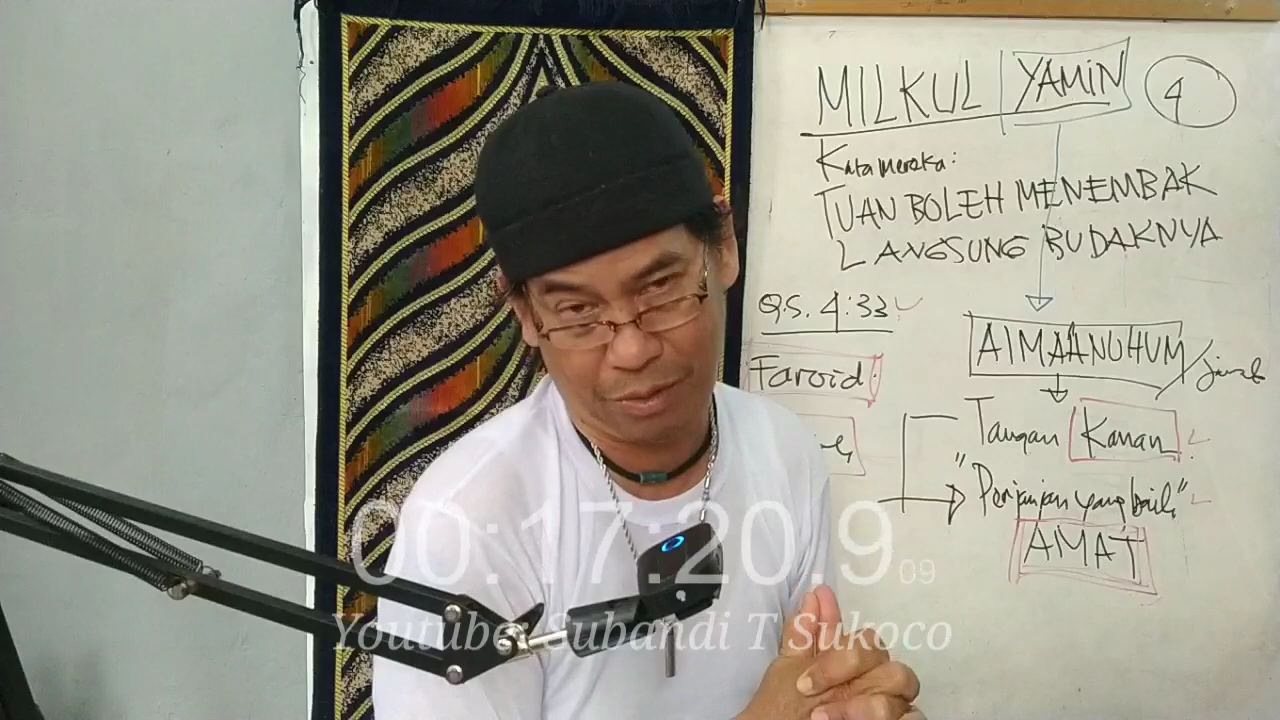 MILKUL YAMIN 4
Kata mereka:
TUAN BOLEH MENEMBAK
LANGSUNG BUDAKNYA
Q.S. 4:33
AIMAANUHUM
Faroid
Tangan Kanan
"Perjanjian yang baik"
AMAT
00:17:20.9 09
Youtube: Subandi T Sukoco